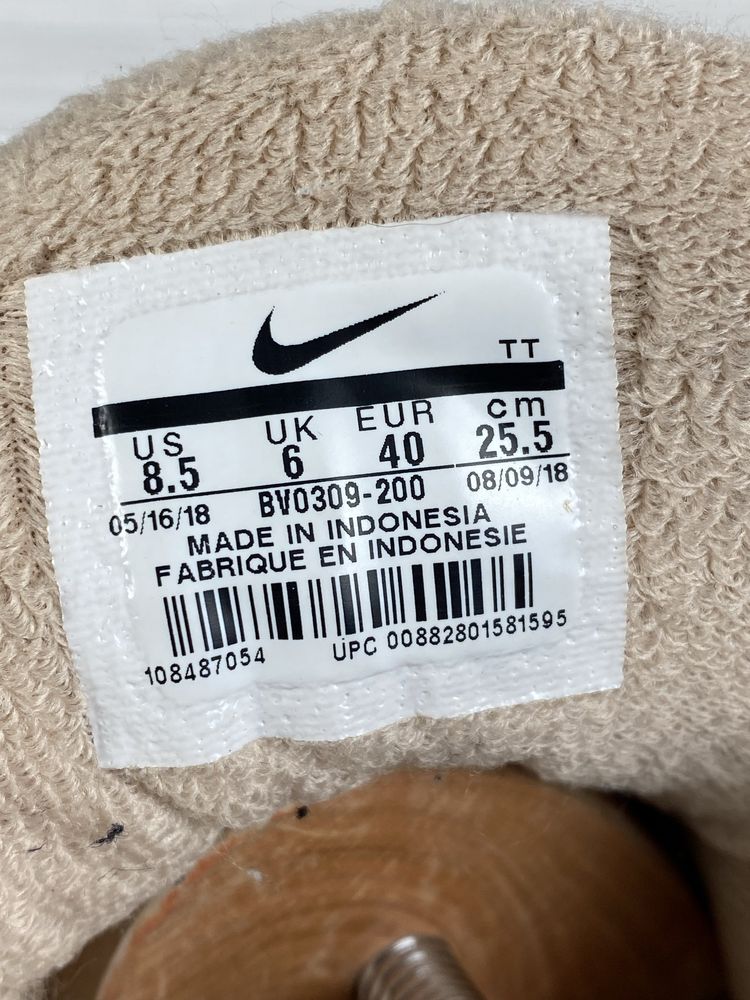 TT
US UK EUR cm
8.5 6 40 25.5
05/16/18 BV0309-200 08/09/18
MADE IN INDONESIA
FABRIQUE EN INDONESIE
108487054 UPC 00882801581595